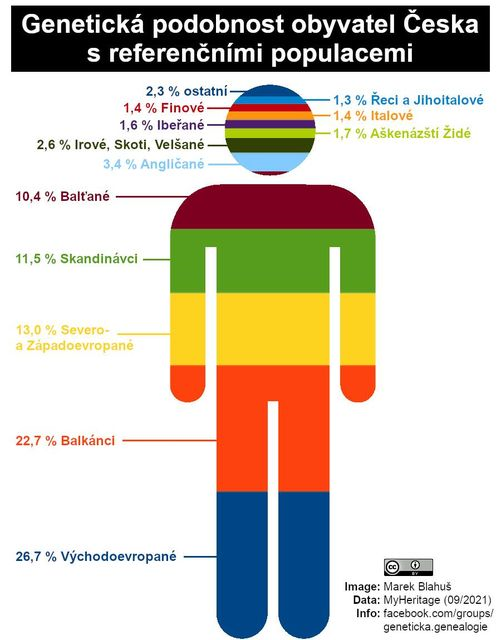 Genetická podobnost obyvatel Česka
s referenčními populacemi
2,3 % ostatní
1,3 % Řeci a Jihoitalové
1,4 % Finové
1,4 % Italové
1,6 % Ibeřané
1,7 % Aškenázští Židé
2,6 % Irové, Skoti, Velšané
3,4 % Angličané
10,4 % Balťané
11,5 % Skandinávci
13,0 % Severo-
a Západoevropané
22,7 % Balkánci
26,7 % Východoevropané
cc
BY
Image: Marek Blahuš
Data: MyHeritage (09/2021)
Info: facebook.com/groups/
geneticka.genealogie